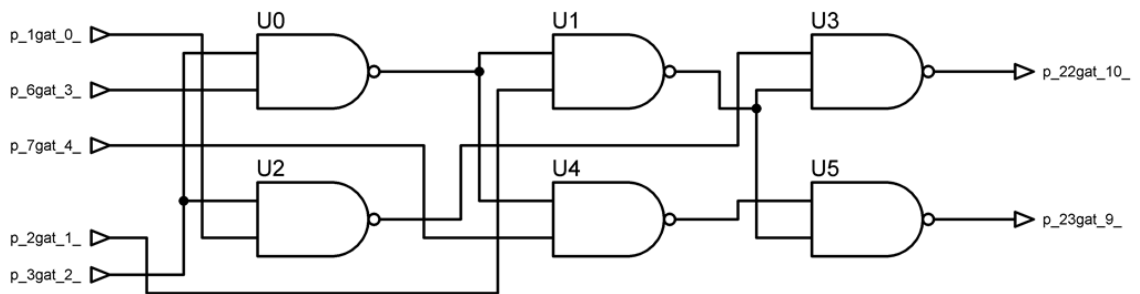 U0
U1
U3
p_1gat_0_
p_6gat_3_
p_22gat_10_
p_7gat_4_
U2
U4
U5
p_23gat_9_
p_2gat_1_
p_3gat_2_